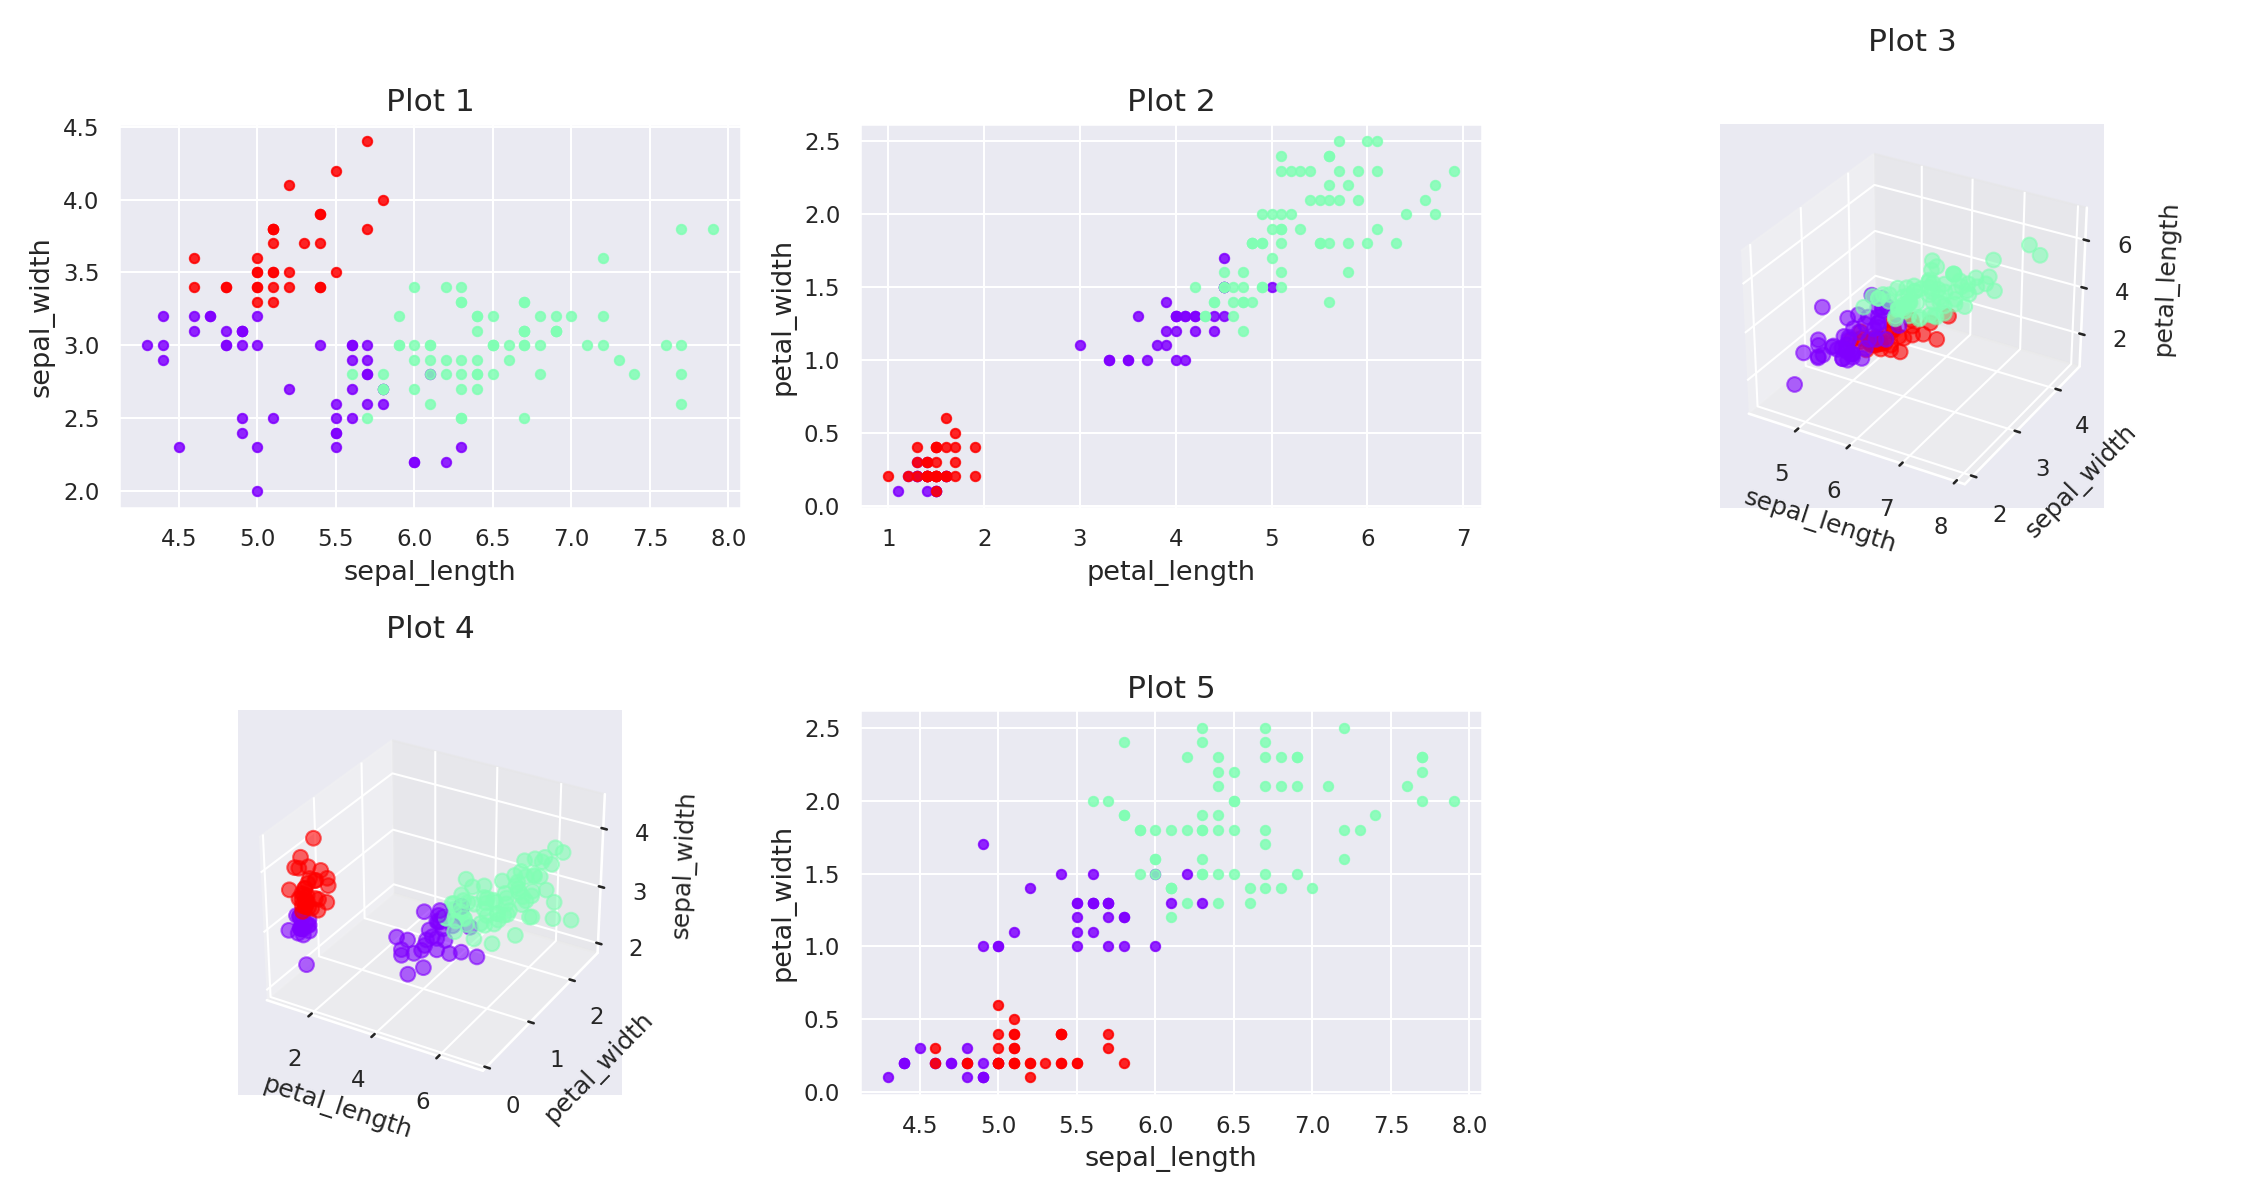 Plot 1
4.5
4.0
3.5
3.0
2.5
2.0
sepal_width
4.5 5.0 5.5 6.0 6.5 7.0 7.5 8.0
sepal_length
Plot 2
2.5
2.0
1.5
1.0
0.5
0.0
petal_width
1 2 3 4 5 6 7
petal_length
Plot 3
6
4
2
petal_length
5 6 7 8
sepal_length
2 3 4
sepal_width
Plot 4
4
3
2
sepal_width
2 4 6
petal_length
0 1 2
petal_width
Plot 5
2.5
2.0
1.5
1.0
0.5
0.0
petal_width
4.5 5.0 5.5 6.0 6.5 7.0 7.5 8.0
sepal_length